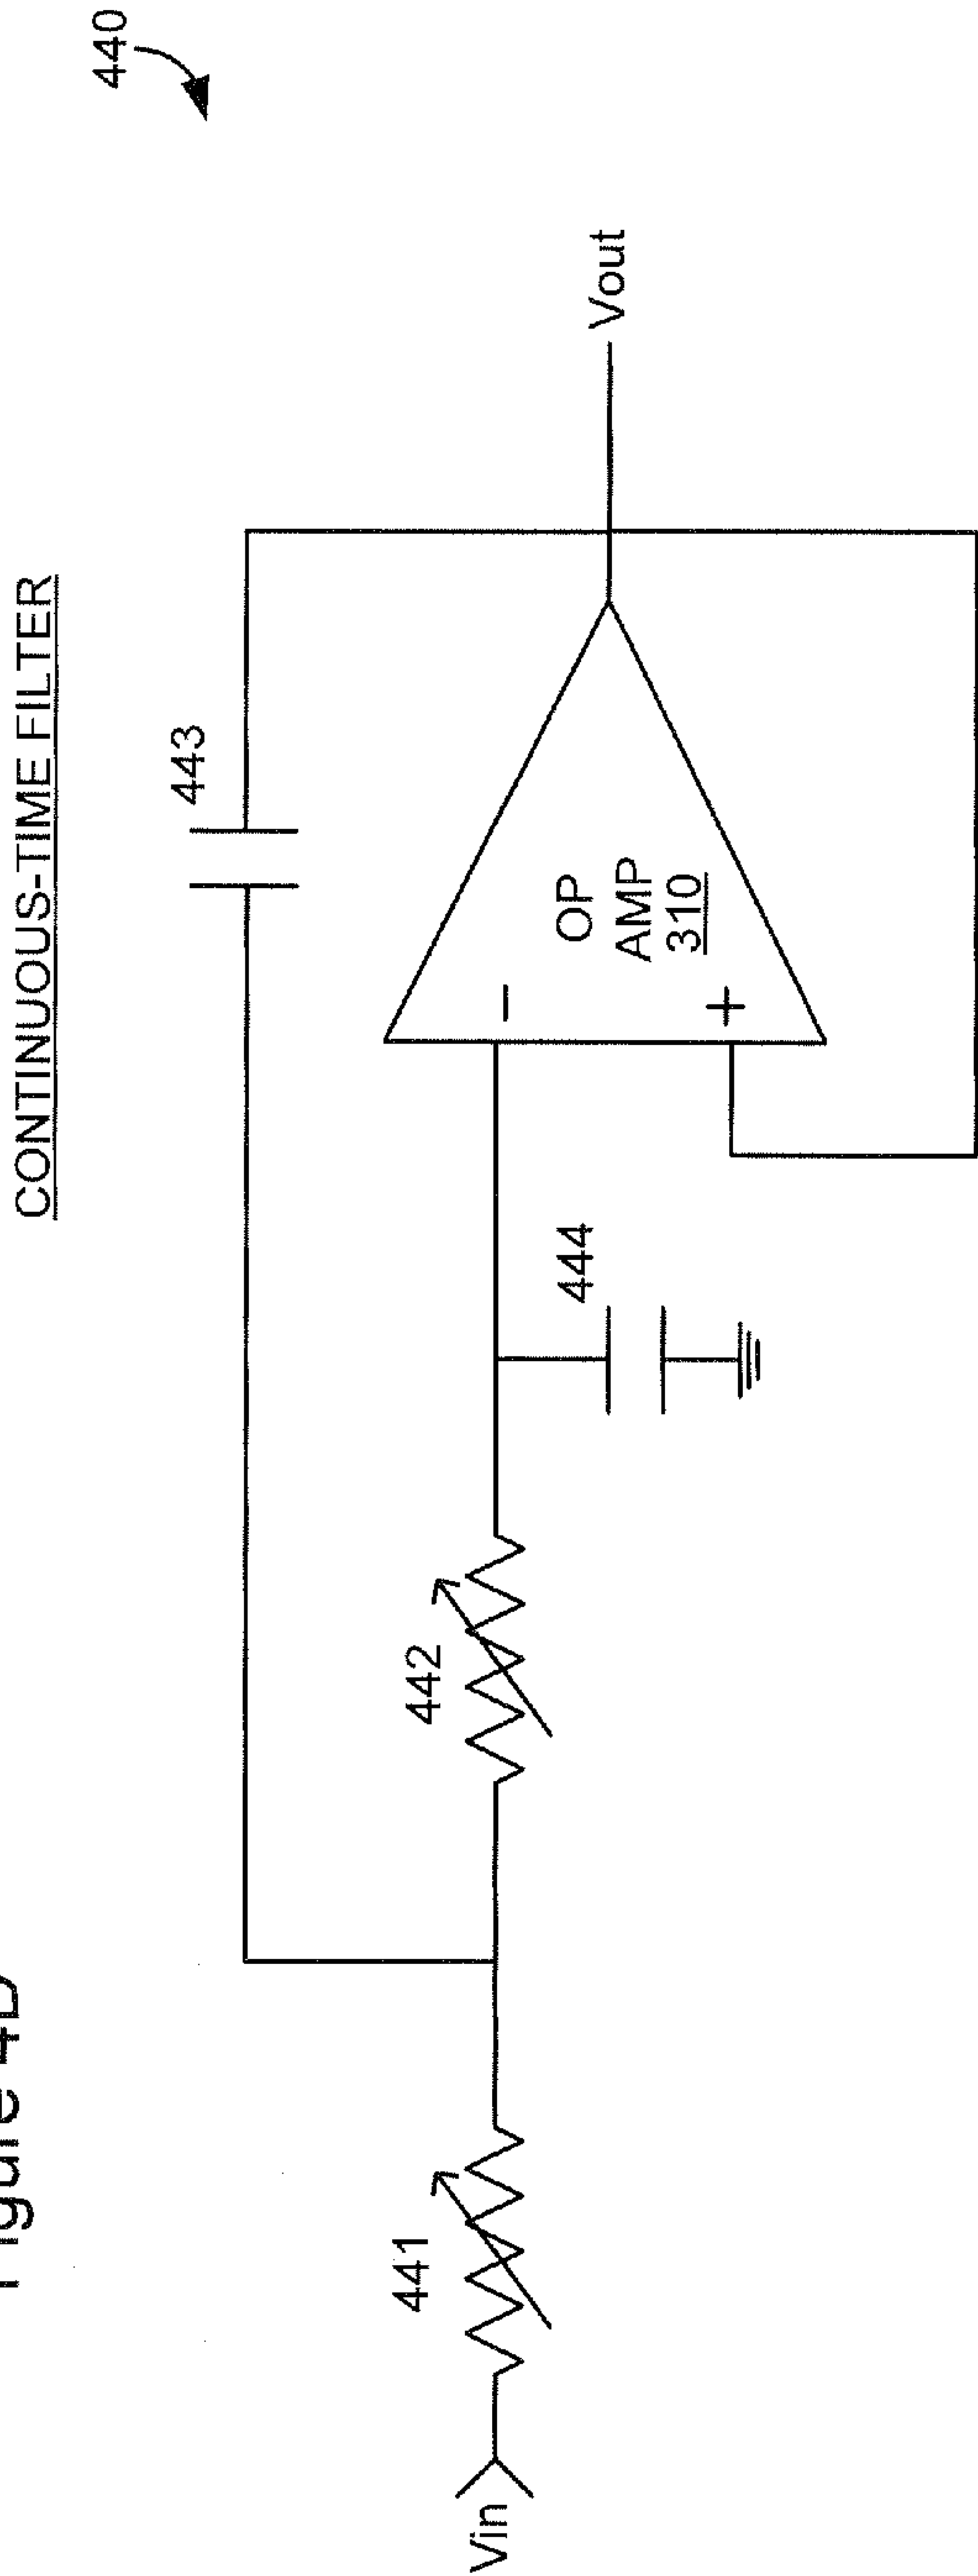 Figure 4D
CONTINUOUS-TIME FILTER
440
443
441
442
444
Vin
-
+
OP
AMP
310
Vout